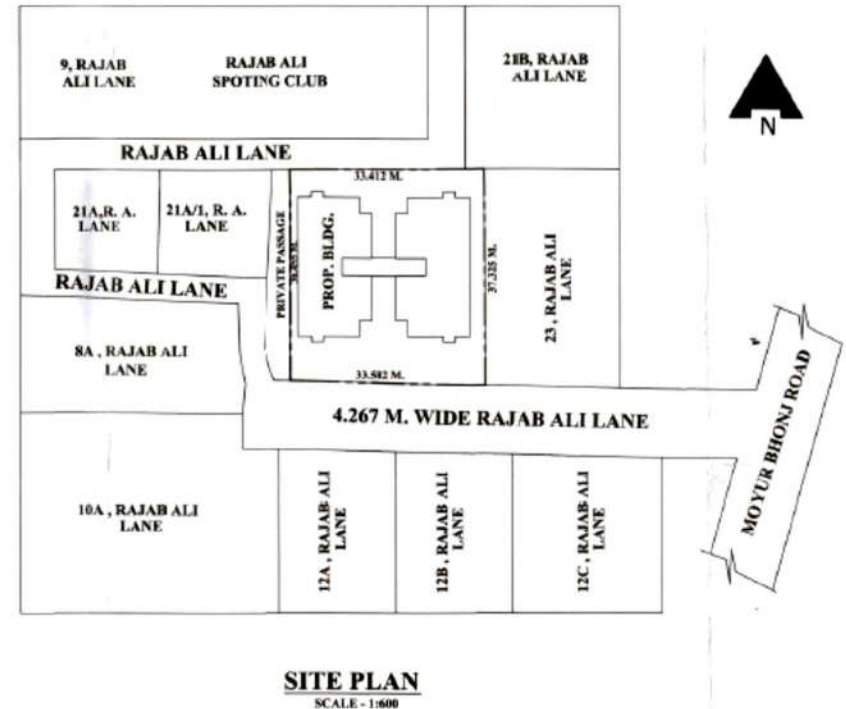 9, RAJAB
ALI LANE
RAJAB ALI
SPOTING CLUB
21B, RAJAB
ALI LANE
N
RAJAB ALI LANE
33.412 M.
21A,R. A.
LANE
21A/1, R. A.
LANE
PRIVATE PASSAGE
PROP. BLDG.
37.325 M.
23 , RAJAB ALI
LANE
RAJAB ALI LANE
8A , RAJAB ALI
LANE
33.582 M.
4.267 M. WIDE RAJAB ALI LANE
MOYUR BHONJ ROAD
10A , RAJAB ALI
LANE
12A , RAJAB ALI
LANE
12B , RAJAB ALI
LANE
12C , RAJAB ALI
LANE
SITE PLAN
SCALE - 1:600